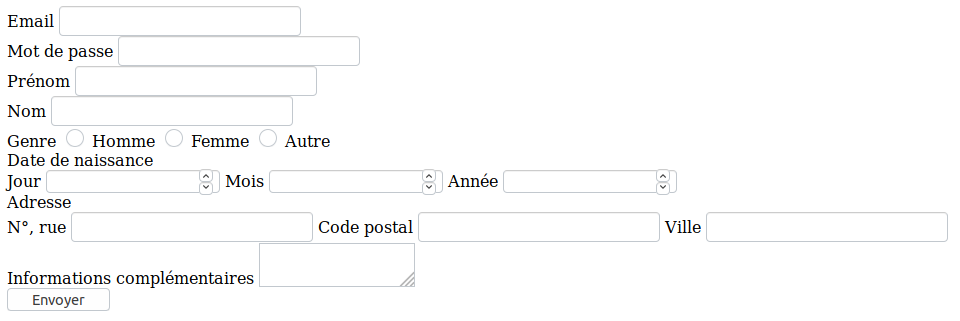 Email
Mot de passe
Prénom
Nom
Genre Homme Femme Autre
Date de naissance
Jour Mois Année
Adresse
N°, rue Code postal Ville
Informations complémentaires
Envoyer